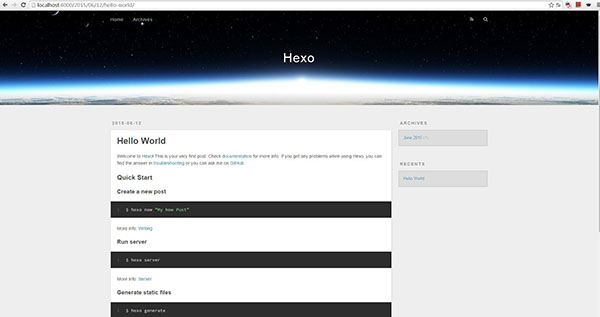 localhost:4000/2015/06/12/hello-world/
Home Archives
Hexo
2015-06-12
Hello World
Welcome to Hexo! This is your very first post. Check documentation for more info. If you get any problems when using Hexo, you can
find the answer in troubleshooting or you can ask me on GitHub.
Quick Start
Create a new post
$ hexo new "My New Post"
More info: Writing
Run server
$ hexo server
More info: Server
Generate static files
$ hexo generate
ARCHIVES
June 2015 (1)
RECENTS
Hello World